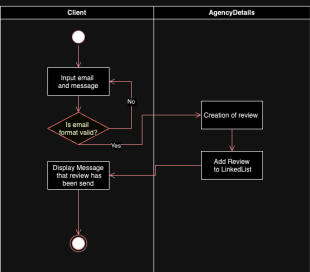 Client
AgencyDetails
Input email
and message
No
Is email
format valid?
Yes
Creation of review
Add Review
to LinkedList
Display Message
that review has
been send